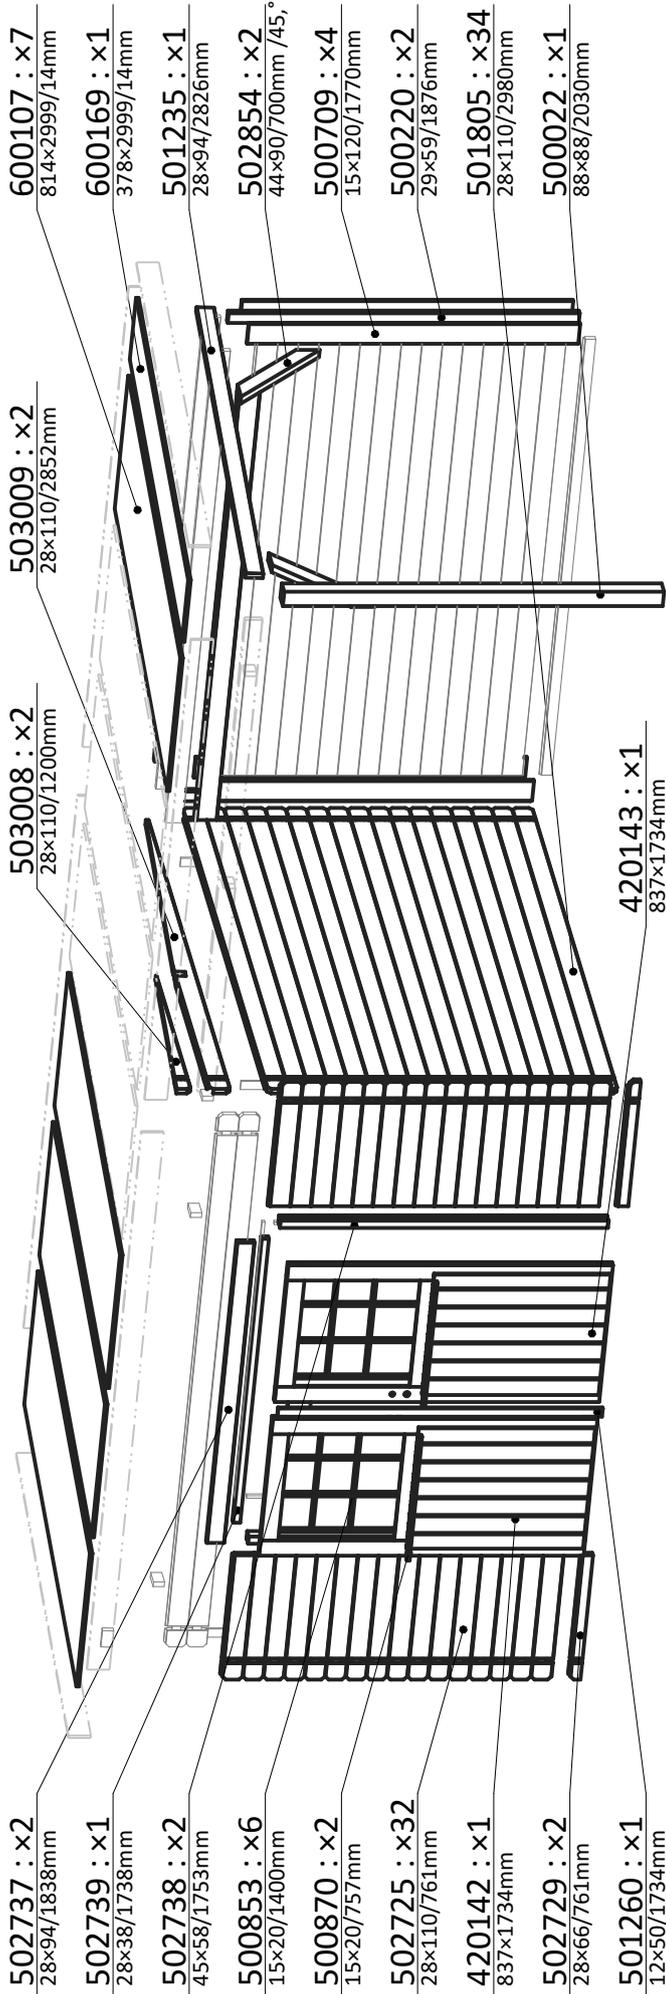 502737 : ×2
28×94/1838mm
502739 : ×1
28×38/1738mm
502738 : ×2
45×58/1753mm
500853 : ×6
15×20/1400mm
500870 : ×2
15×20/757mm
502725 : ×32
28×110/761mm
420142 : ×1
837×1734mm
502729 : ×2
28×66/761mm
501260 : ×1
12×50/1734mm
420143 : ×1
837×1734mm
503008 : ×2
28×110/1200mm
503009 : ×2
28×110/2852mm
600107 : ×7
814×2999/14mm
600169 : ×1
378×2999/14mm
501235 : ×1
28×94/2826mm
502854 : ×2
44×90/700mm /45,°
500709 : ×4
15×120/1770mm
500220 : ×2
29×59/1876mm
501805 : ×34
28×110/2980mm
500022 : ×1
88×88/2030mm